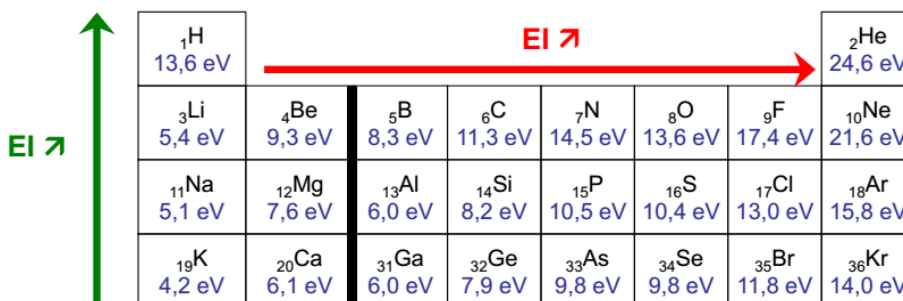 EI ↗
₁H ₂He
13,6 eV 24,6 eV
₃Li ₄Be ₅B ₆C ₇N ₈O ₉F ₁₀Ne
EI ↗ 5,4 eV 9,3 eV 8,3 eV 11,3 eV 14,5 eV 13,6 eV 17,4 eV 21,6 eV
₁₁Na ₁₂Mg ₁₃Al ₁₄Si ₁₅P ₁₆S ₁₇Cl ₁₈Ar
5,1 eV 7,6 eV 6,0 eV 8,2 eV 10,5 eV 10,4 eV 13,0 eV 15,8 eV
₁₉K ₂₀Ca ₃₁Ga ₃₂Ge ₃₃As ₃₄Se ₃₅Br ₃₆Kr
4,2 eV 6,1 eV 6,0 eV 7,9 eV 9,8 eV 9,8 eV 11,8 eV 14,0 eV